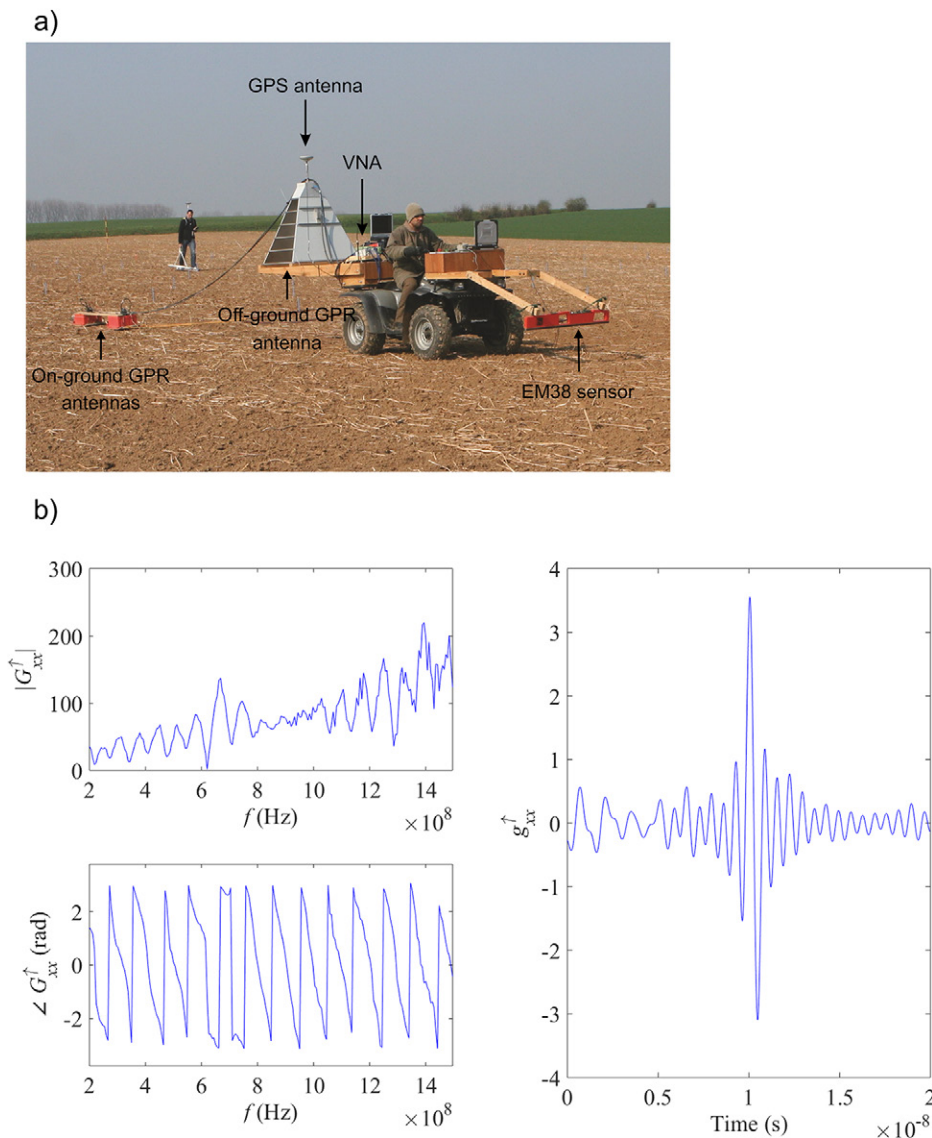 a)
GPS antenna
VNA
Off-ground GPR
antenna
On-ground GPR
antennas
EM38 sensor
b)
300
200
100
0
|G↑xx|
2 4 6 8 10 12 14
f (Hz) ×10⁸
2
0
-2
∠ G↑xx (rad)
2 4 6 8 10 12 14
f (Hz) ×10⁸
4
3
2
1
0
-1
-2
-3
-4
g↑xx
0 0.5 1 1.5 2
Time (s) ×10⁻⁸